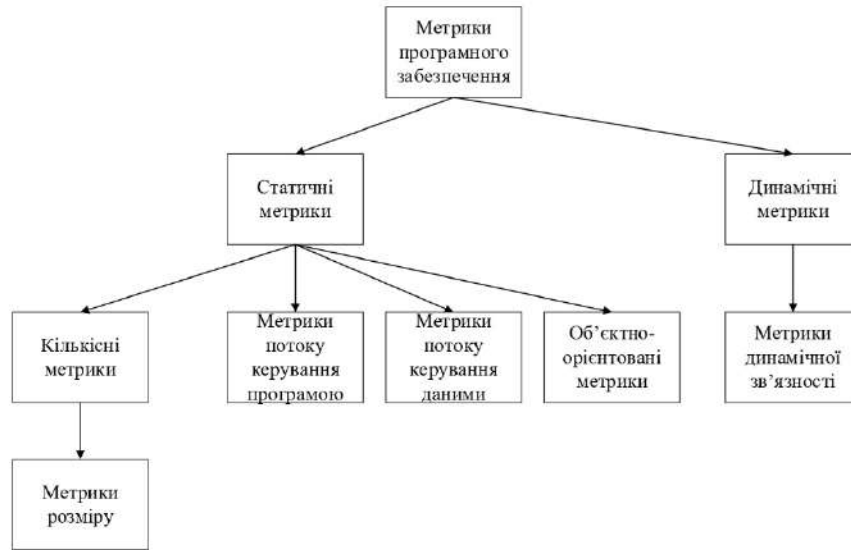 Метрики
програмного
забезпечення
Статичні
метрики
Динамічні
метрики
Кількісні
метрики
Метрики
потоку
керування
програмою
Метрики
потоку
керування
даними
Об’єктно-
орієнтовані
метрики
Метрики
динамічної
зв’язності
Метрики
розміру